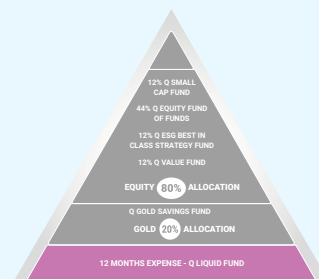 12% Q SMALL
CAP FUND
44% Q EQUITY FUND
OF FUNDS
12% Q ESG BEST IN
CLASS STRATEGY FUND
12% Q VALUE FUND
EQUITY 80% ALLOCATION
Q GOLD SAVINGS FUND
GOLD 20% ALLOCATION
12 MONTHS EXPENSE - Q LIQUID FUND